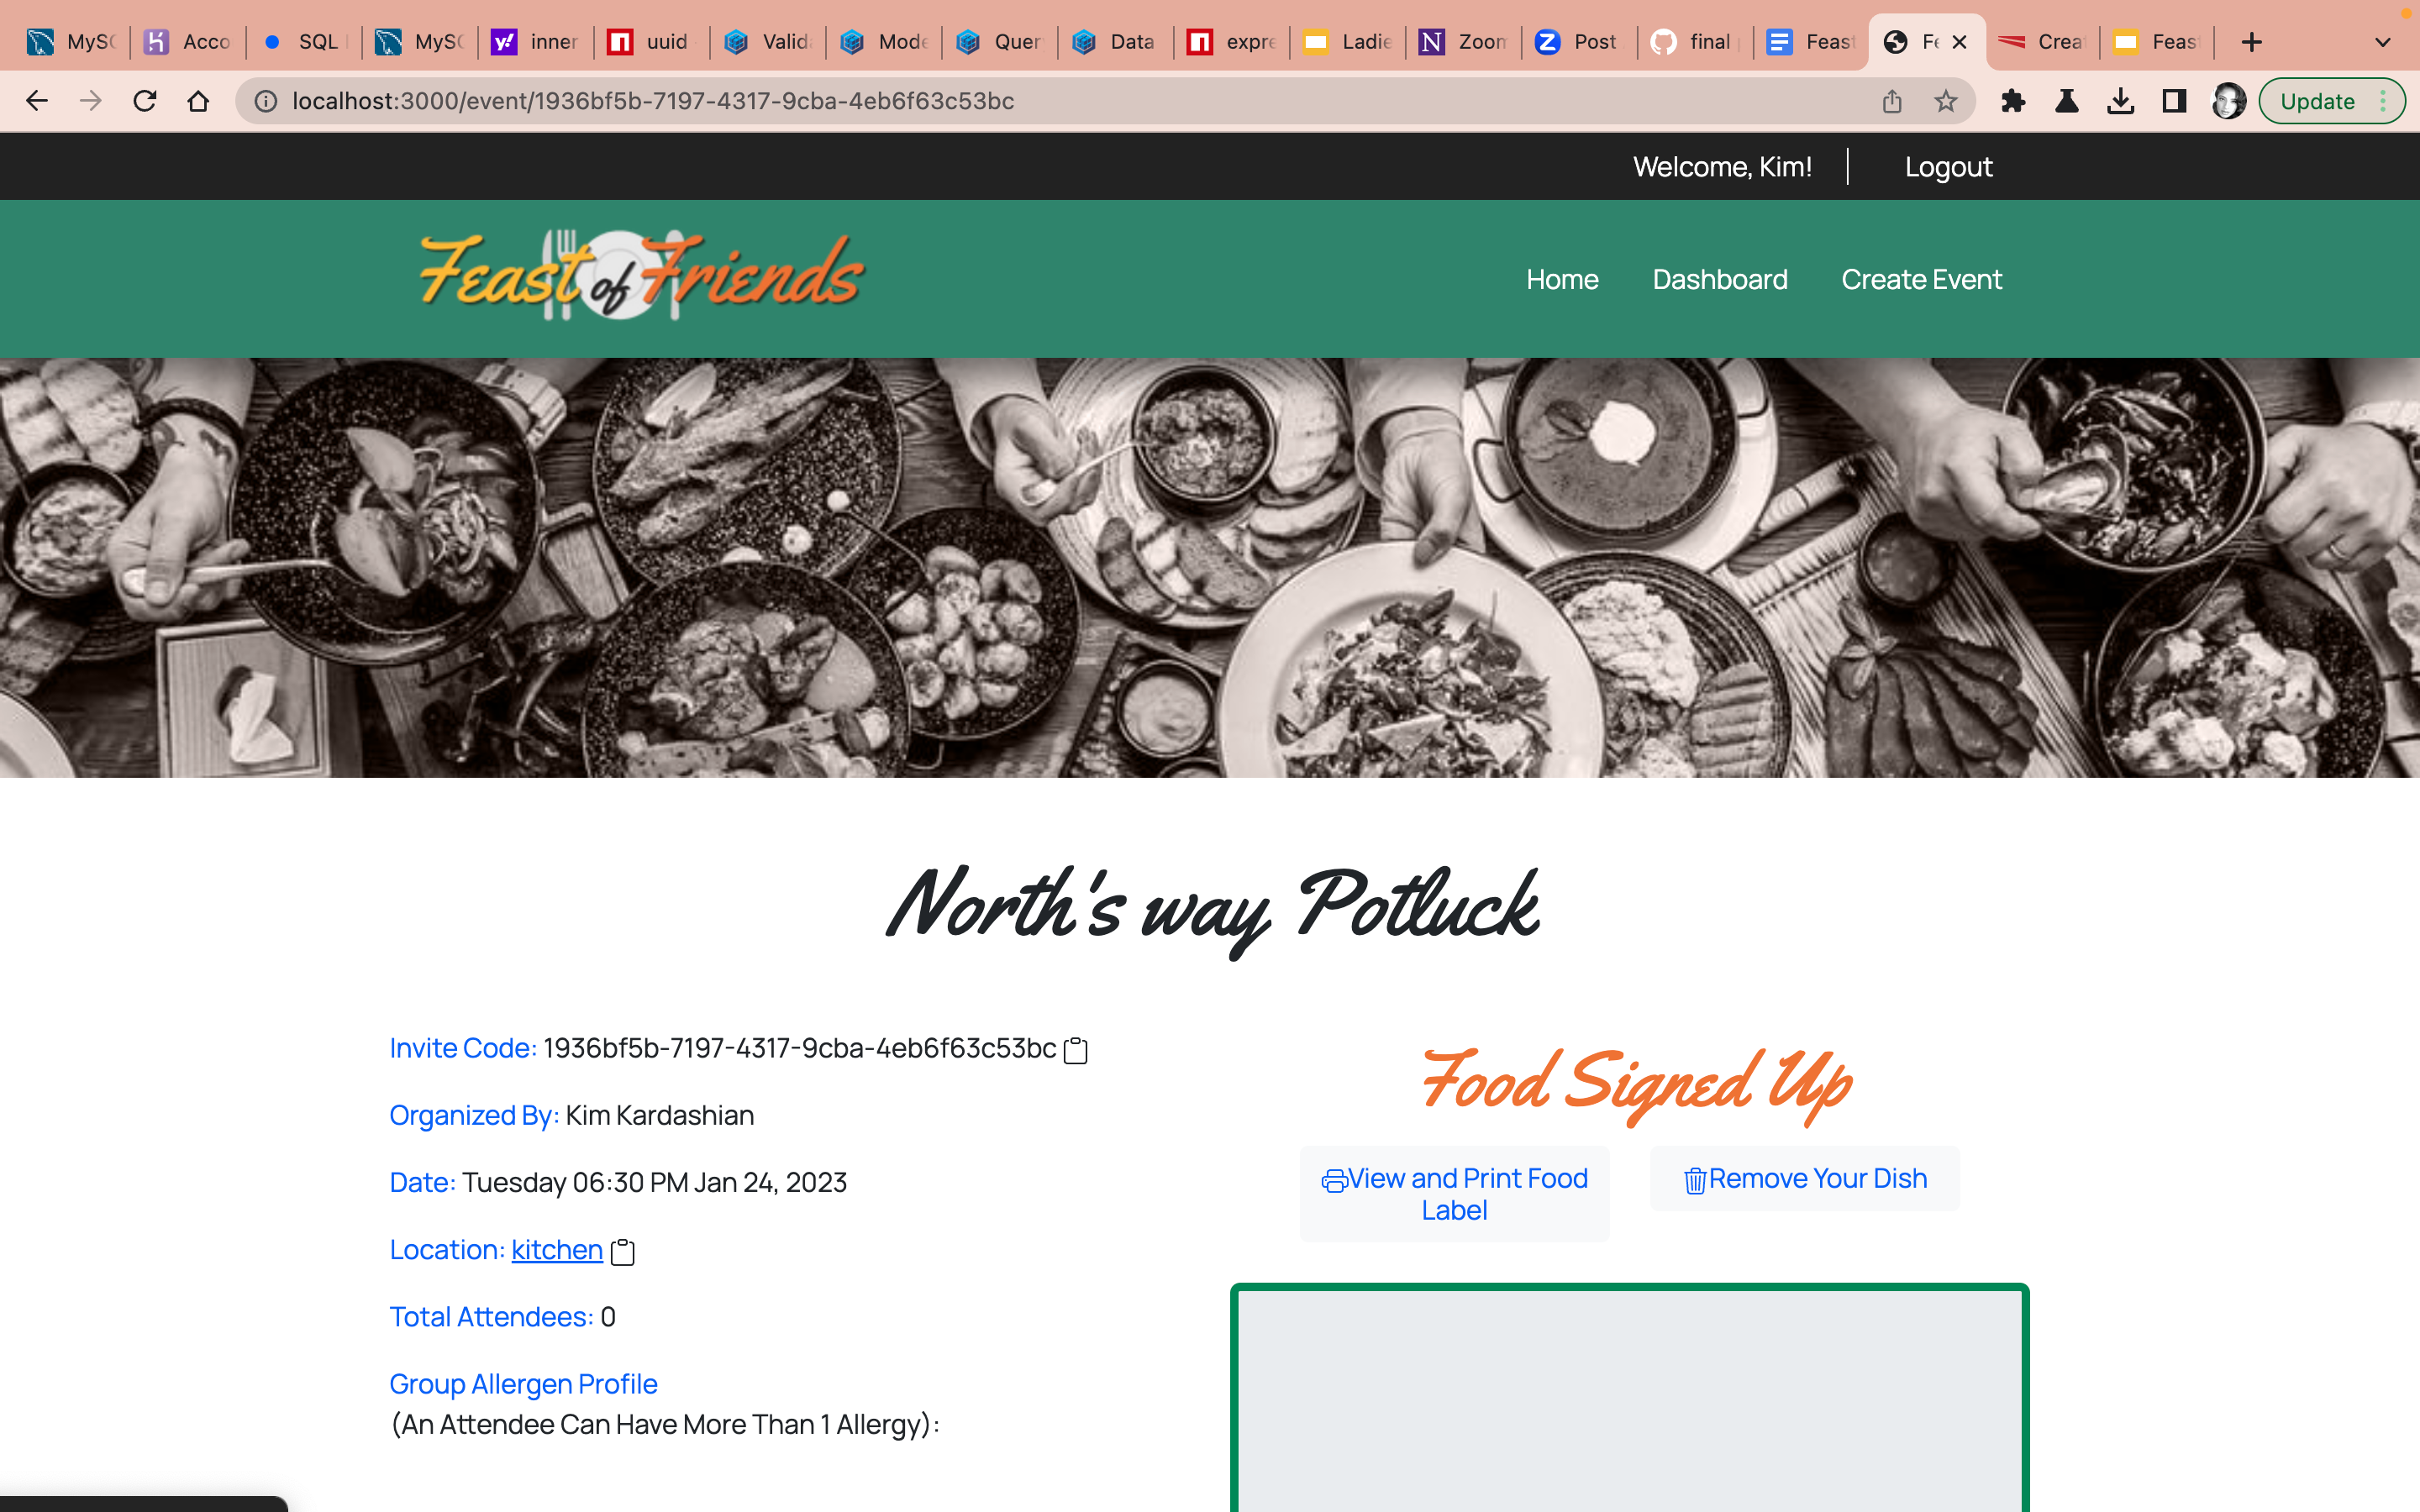 MySC Acco SQL MySC inner uuid Valid Mode Quer Data expre Ladie Zoom Post final Feast Fe Crea Feas
localhost:3000/event/1936bf5b-7197-4317-9cba-4eb6f63c53bc Update
Welcome, Kim! Logout
Feast of Friends
Home Dashboard Create Event
North's way Potluck
Invite Code: 1936bf5b-7197-4317-9cba-4eb6f63c53bc
Organized By: Kim Kardashian
Date: Tuesday 06:30 PM Jan 24, 2023
Location: kitchen
Total Attendees: 0
Group Allergen Profile
(An Attendee Can Have More Than 1 Allergy):
Food Signed Up
View and Print Food
Label
Remove Your Dish